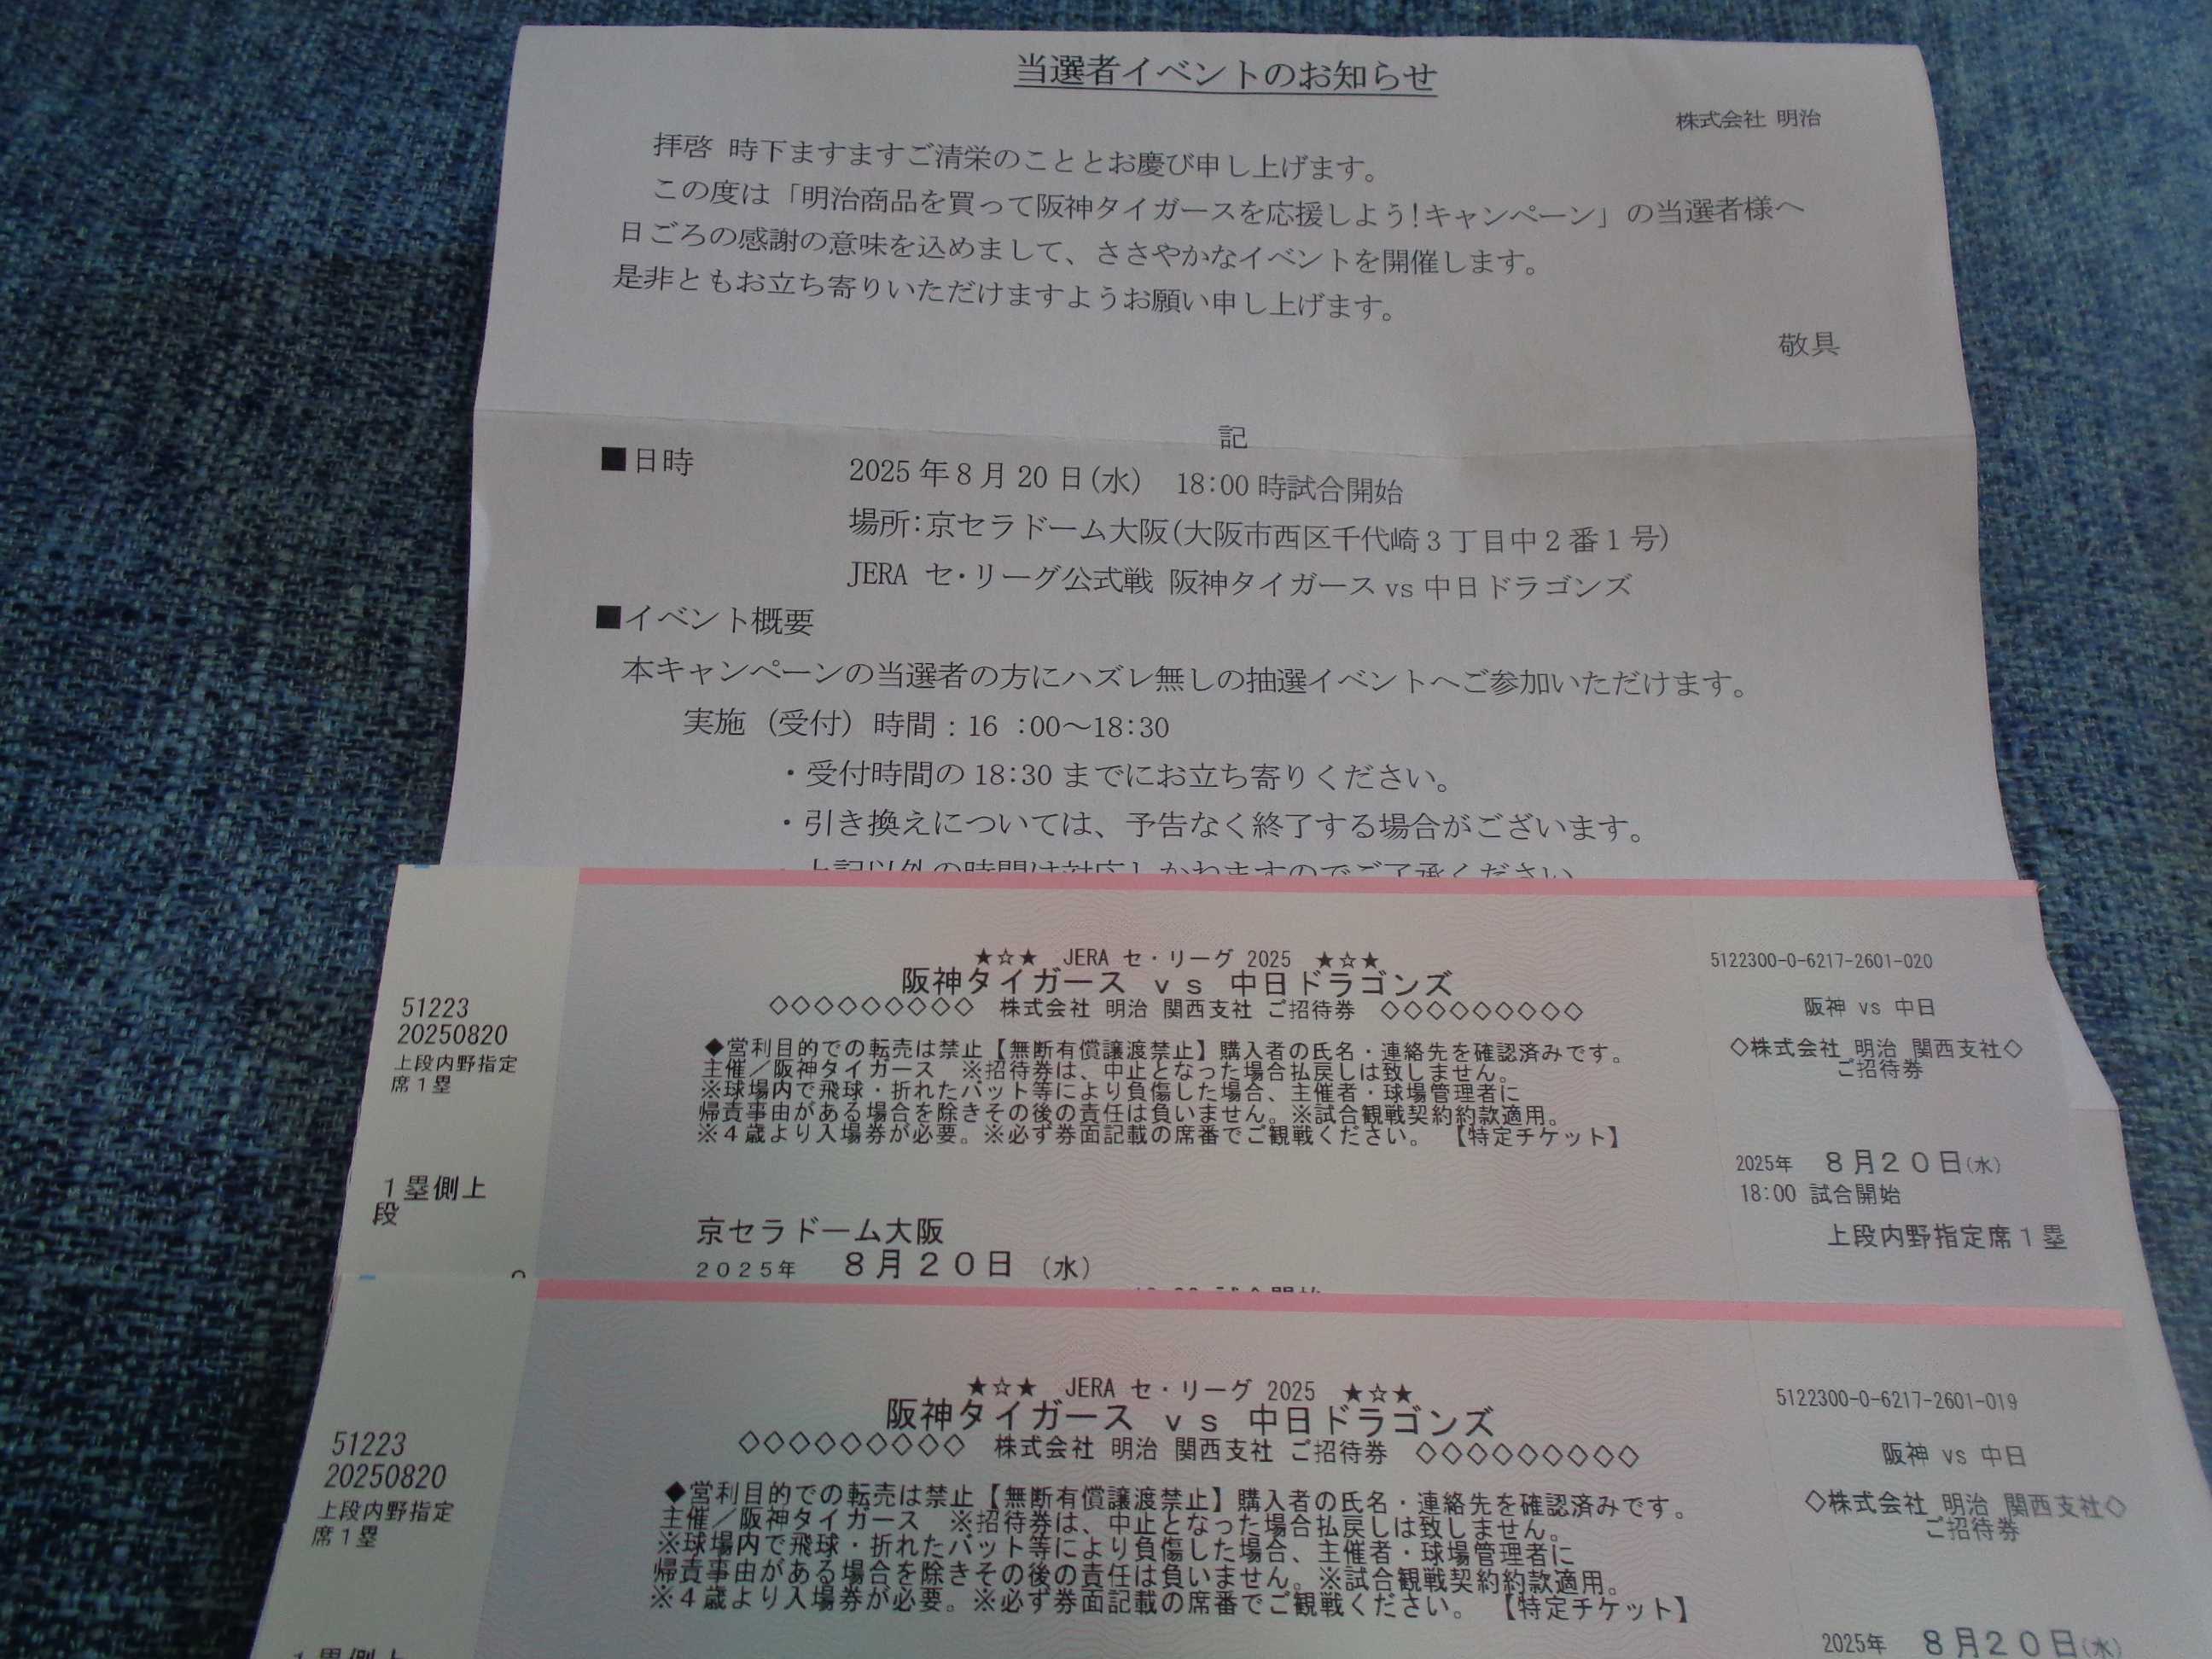 当選者イベントのお知らせ
株式会社 明治
拝啓 時下ますますご清栄のこととお慶び申し上げます。
この度は「明治商品を買って阪神タイガースを応援しよう!キャンペーン」の当選者様へ
日ごろの感謝の意味を込めまして、ささやかなイベントを開催します。
是非ともお立ち寄りいただけますようお願い申し上げます。
敬具
記
■日時 2025年8月20日(水) 18:00時試合開始
場所:京セラドーム大阪(大阪市西区千代崎3丁目中2番1号)
JERA セ・リーグ公式戦 阪神タイガース vs 中日ドラゴンズ
■イベント概要
本キャンペーンの当選者の方にハズレ無しの抽選イベントへご参加いただけます。
実施(受付)時間:16 :00～18:30
・受付時間の18:30までにお立ち寄りください。
・引き換えについては、予告なく終了する場合がございます。
・上記以外の時間は対応しかねますのでご了承ください
51223
20250820
上段内野指定
席1塁
1塁側上
段
★☆★ JERA セ・リーグ 2025 ★☆★
阪神タイガース vs 中日ドラゴンズ
◇◇◇◇◇◇◇◇◇ 株式会社 明治 関西支社 ご招待券 ◇◇◇◇◇◇◇◇◇
◆営利目的での転売は禁止【無断有償譲渡禁止】購入者の氏名・連絡先を確認済みです。
主催/阪神タイガース ※招待券は、中止となった場合払戻しは致しません。
※球場内で飛球・折れたバット等により負傷した場合、主催者・球場管理者に
帰責事由がある場合を除きその後の責任は負いません。※試合観戦契約約款適用。
※4歳より入場券が必要。※必ず券面記載の席番でご観戦ください。 【特定チケット】
京セラドーム大阪
2025年 8月20日(水)
5122300-0-6217-2601-020
阪神 vs 中日
◇株式会社 明治 関西支社◇
ご招待券
2025年 8月20日(水)
18:00 試合開始
上段内野指定席1塁
51223
20250820
上段内野指定
席1塁
1塁側上
★☆★ JERA セ・リーグ 2025 ★☆★
阪神タイガース vs 中日ドラゴンズ
◇◇◇◇◇◇◇◇◇ 株式会社 明治 関西支社 ご招待券 ◇◇◇◇◇◇◇◇◇
◆営利目的での転売は禁止【無断有償譲渡禁止】購入者の氏名・連絡先を確認済みです。
主催/阪神タイガース ※招待券は、中止となった場合払戻しは致しません。
※球場内で飛球・折れたバット等により負傷した場合、主催者・球場管理者に
帰責事由がある場合を除きその後の責任は負いません。※試合観戦契約約款適用。
※4歳より入場券が必要。※必ず券面記載の席番でご観戦ください。 【特定チケット】
5122300-0-6217-2601-019
阪神 vs 中日
◇株式会社 明治 関西支社◇
ご招待券
2025年 8月20日(水)